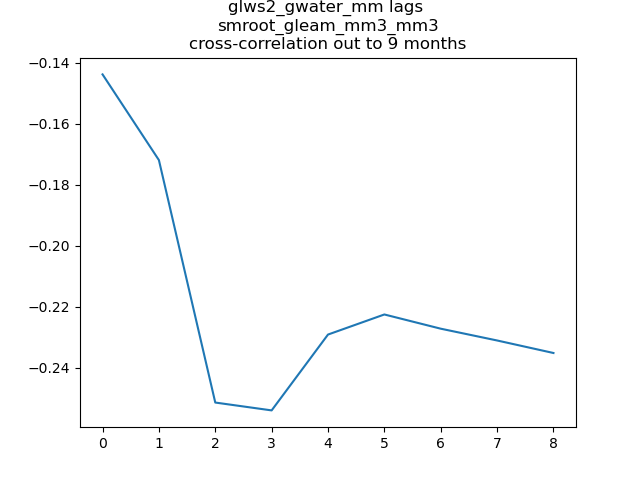 glws2_gwater_mm lags
smroot_gleam_mm3_mm3
cross-correlation out to 9 months
−0.14
−0.16
−0.18
−0.20
−0.22
−0.24
0 1 2 3 4 5 6 7 8